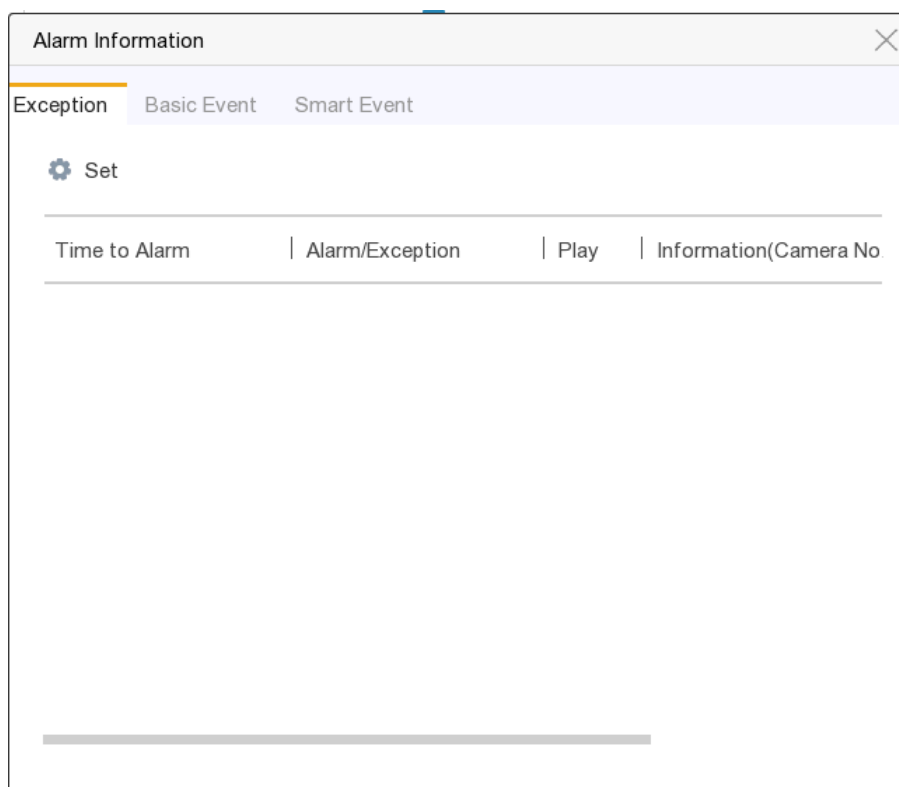 Alarm Information
Exception Basic Event Smart Event
Set
Time to Alarm Alarm/Exception Play Information(Camera No.